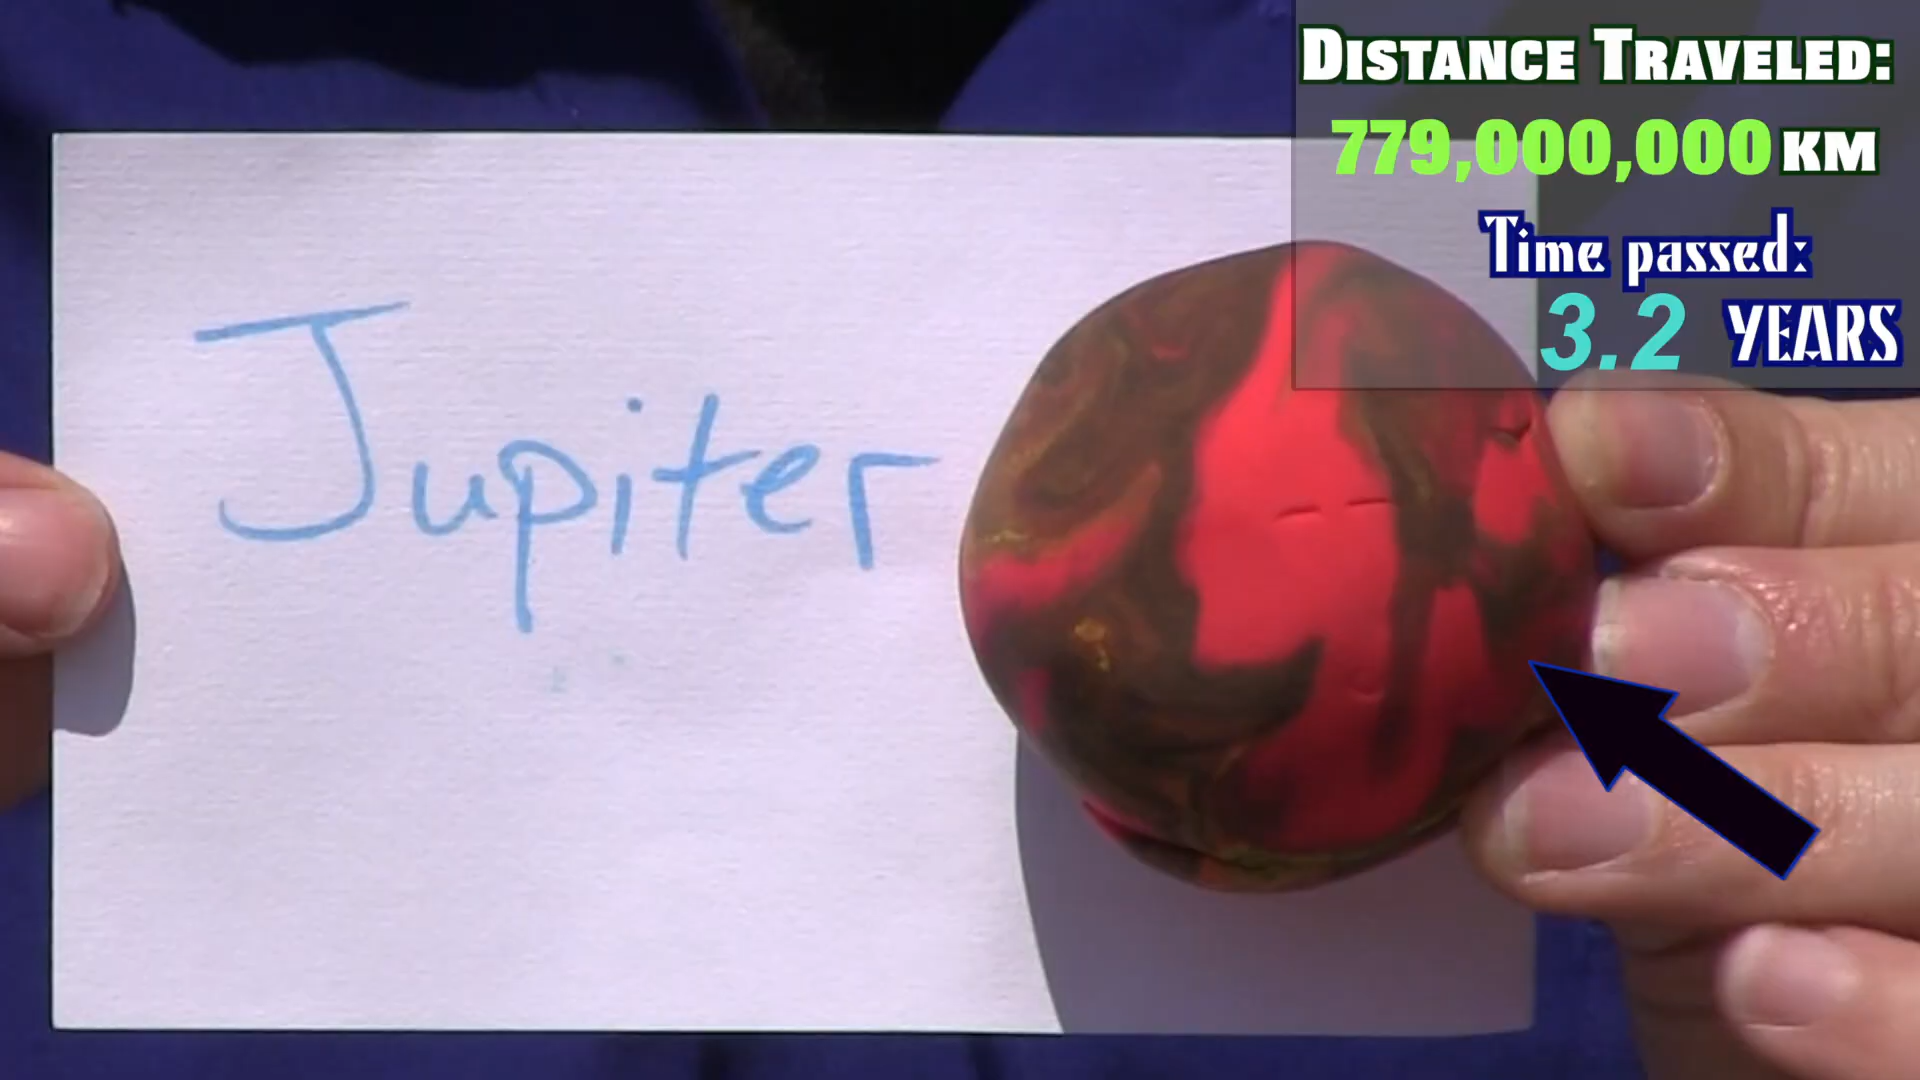 DISTANCE TRAVELED:
779,000,000 KM
Time passed:
3.2 YEARS
Jupiter